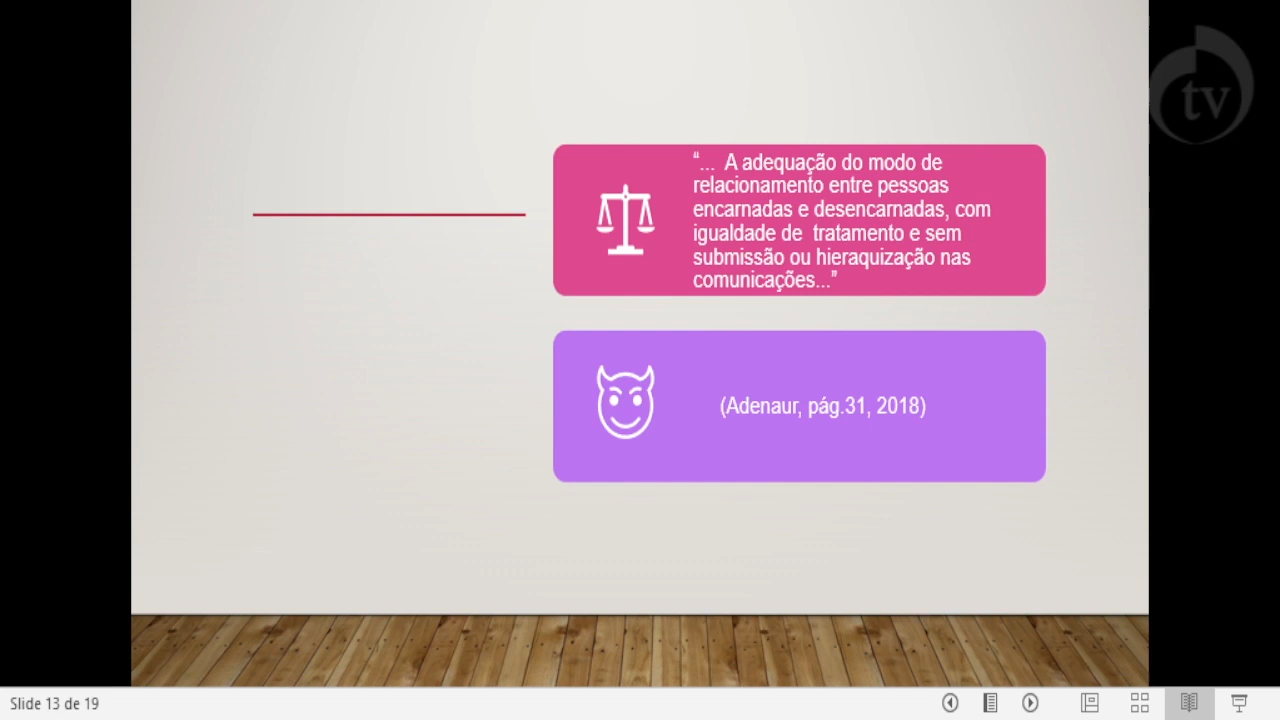 tv
“... A adequação do modo de
relacionamento entre pessoas
encarnadas e desencarnadas, com
igualdade de tratamento e sem
submissão ou hieraquização nas
comunicações...”
(Adenaur, pág.31, 2018)
Slide 13 de 19